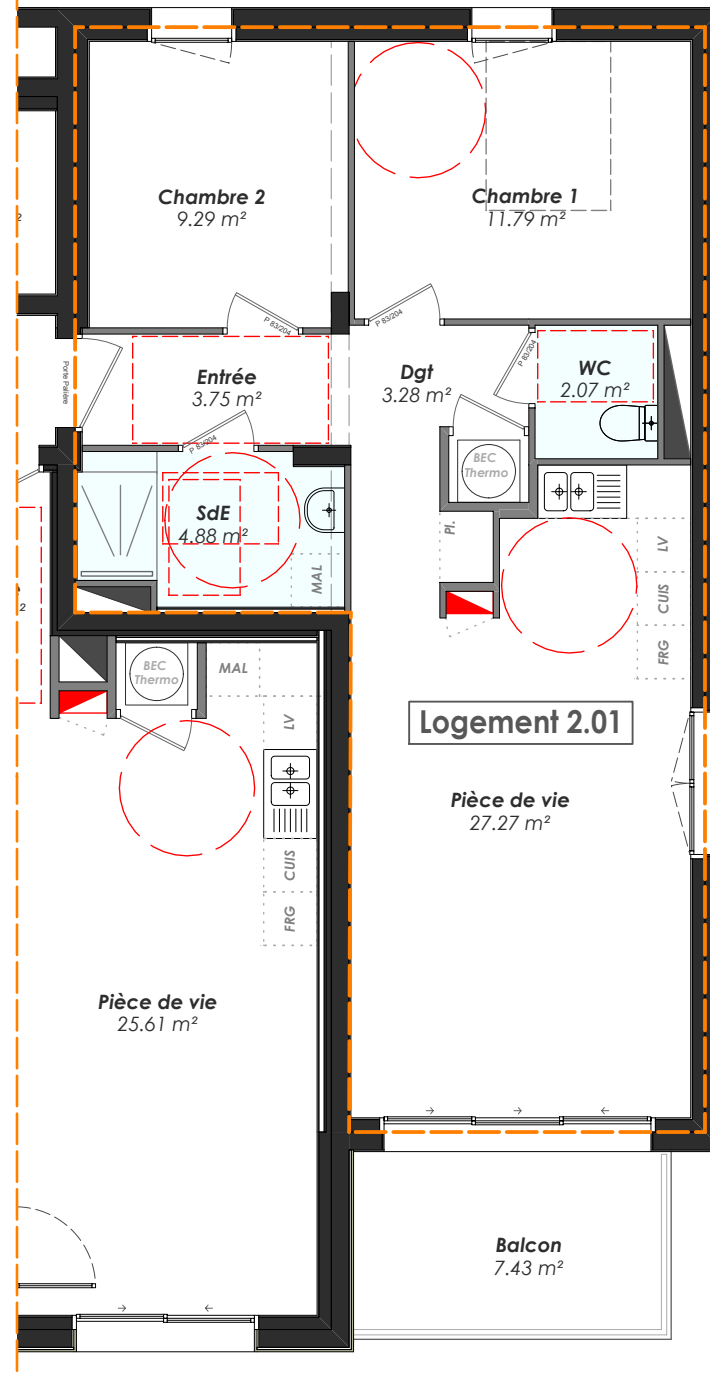 Chambre 2
9.29 m²
Chambre 1
11.79 m²
P 83/204
P 83/204
Porte Palière
Entrée
3.75 m²
Dgt
3.28 m²
P 83/204
WC
2.07 m²
P 83/204
BEC
Thermo
SdE
4.88 m²
MAL
Pl.
LV
CUIS
FRG
BEC
Thermo
MAL
LV
CUIS
FRG
Logement 2.01
Pièce de vie
27.27 m²
Pièce de vie
25.61 m²
Balcon
7.43 m²